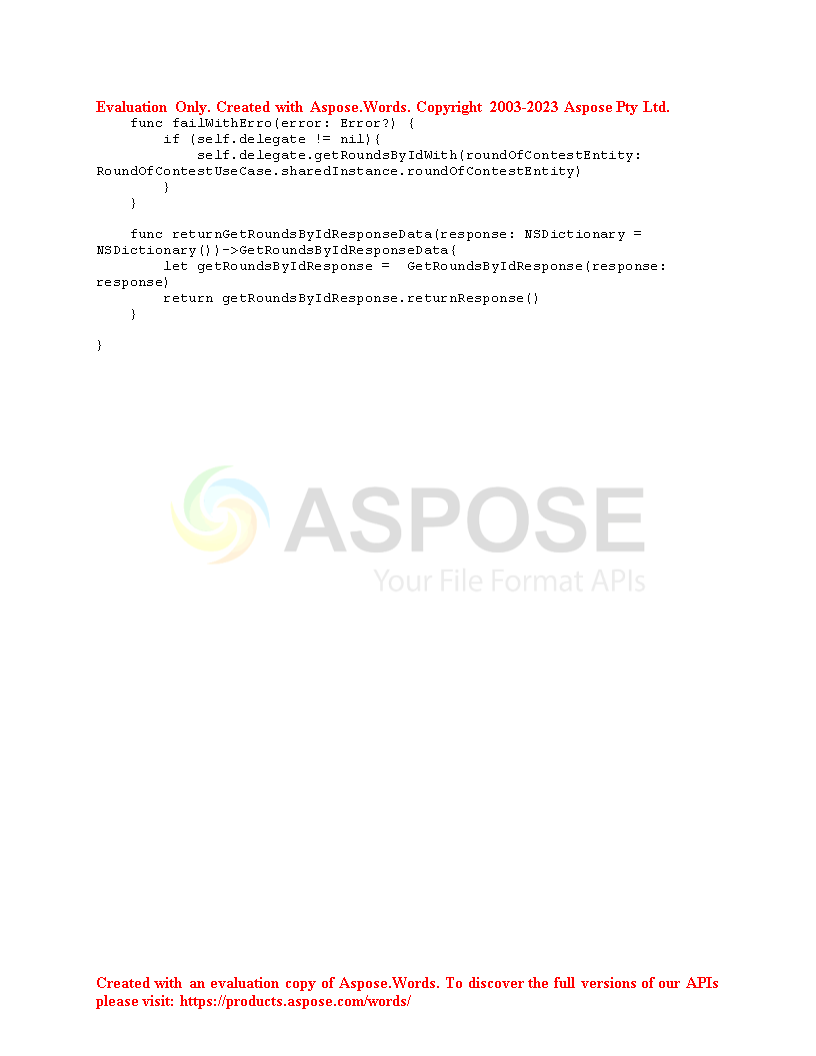 Evaluation Only. Created with Aspose.Words. Copyright 2003-2023 Aspose Pty Ltd.
    func failWithErro(error: Error?) {
        if (self.delegate != nil){
            self.delegate.getRoundsByIdWith(roundOfContestEntity:
RoundOfContestUseCase.sharedInstance.roundOfContestEntity)
        }
    }

    func returnGetRoundsByIdResponseData(response: NSDictionary =
NSDictionary())->GetRoundsByIdResponseData{
        let getRoundsByIdResponse =  GetRoundsByIdResponse(response:
response)
        return getRoundsByIdResponse.returnResponse()
    }

}
ASPOSE
Your File Format APIs
Created with an evaluation copy of Aspose.Words. To discover the full versions of our APIs
please visit: https://products.aspose.com/words/